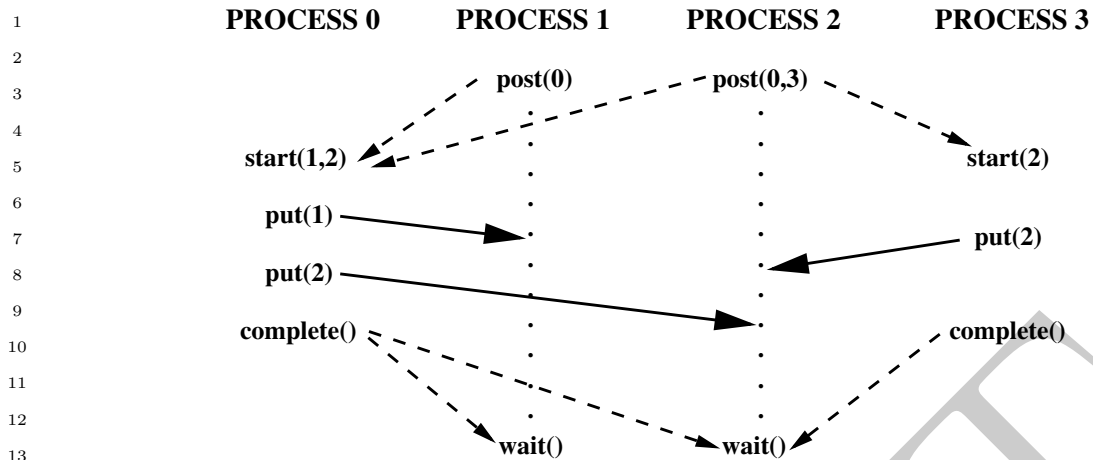 1 PROCESS 0 PROCESS 1 PROCESS 2 PROCESS 3
2
3 post(0) post(0,3)
4
5 start(1,2) start(2)
6 put(1)
7 put(2)
8 put(2)
9 complete() complete()
10
11
12
13 wait() wait()